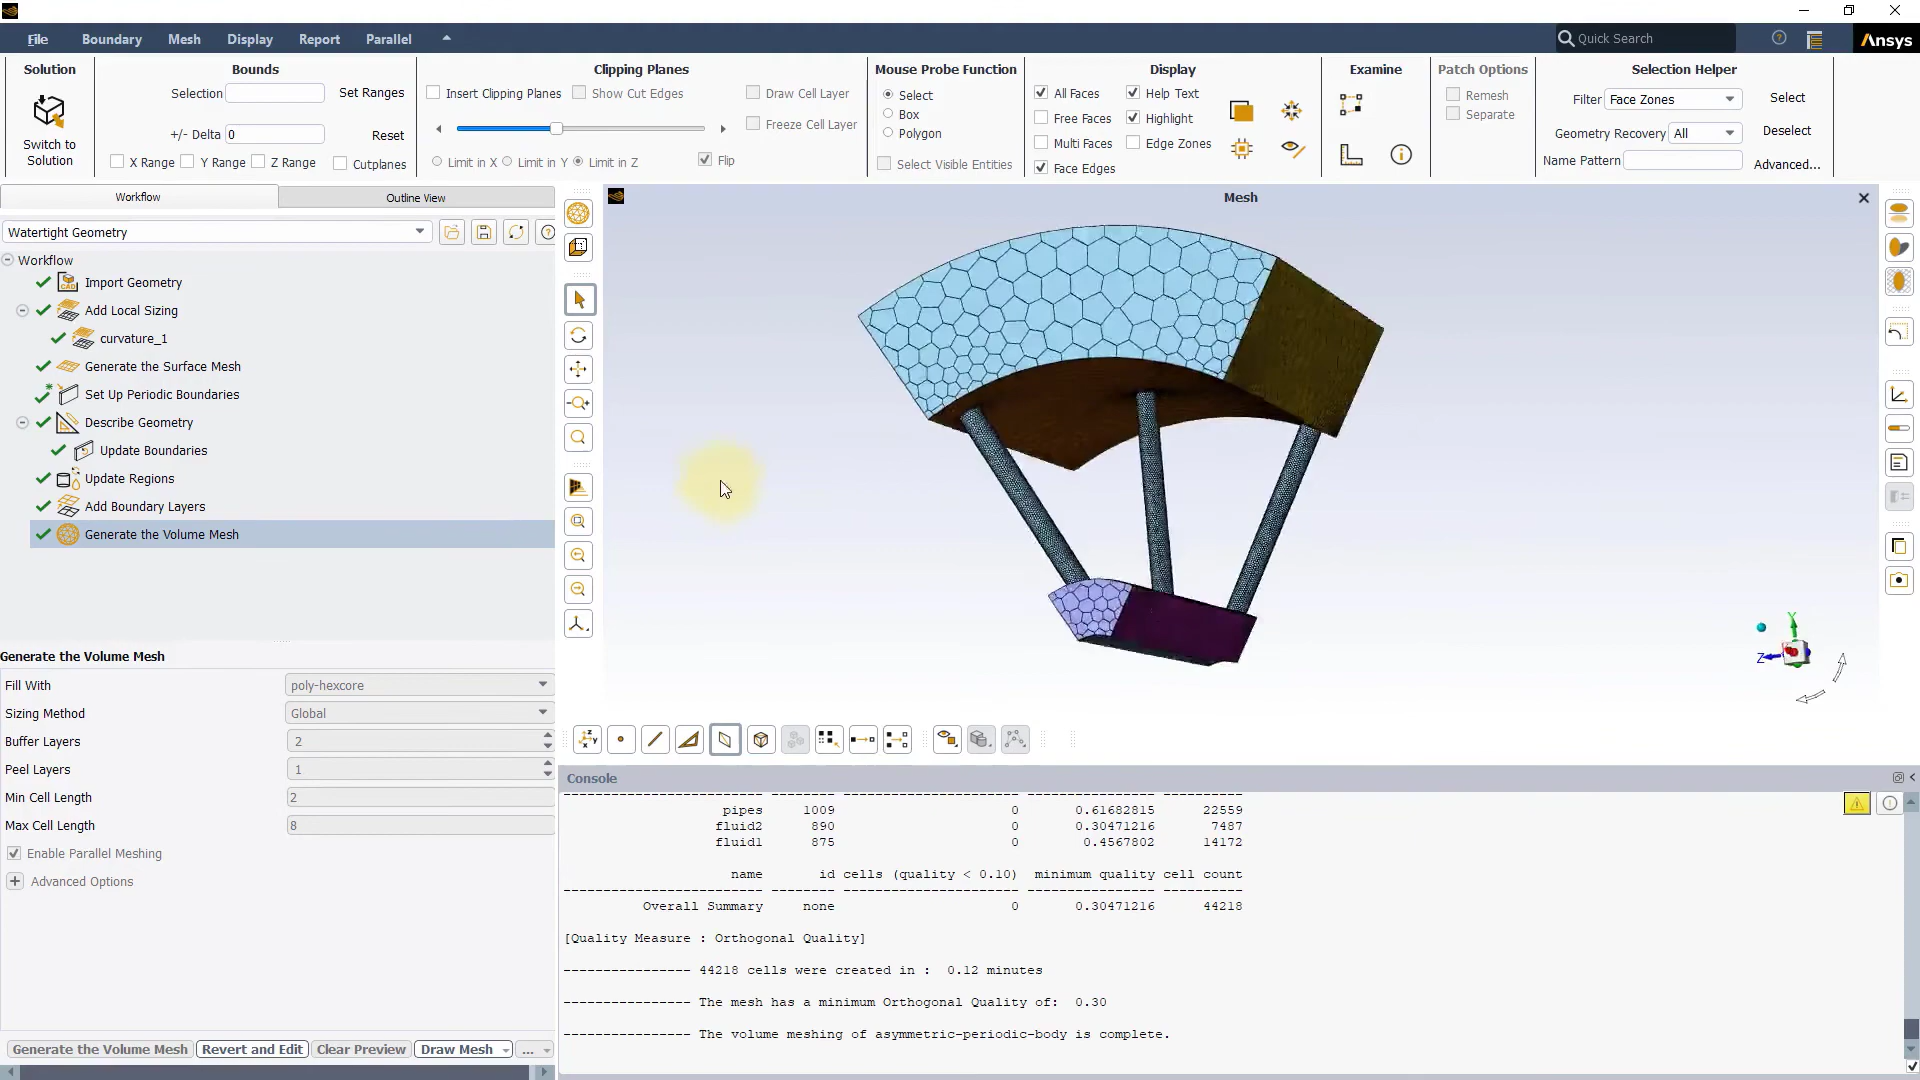 File Boundary Mesh Display Report Parallel Quick Search Ansys
Solution Bounds Clipping Planes Mouse Probe Function Display Examine Patch Options Selection Helper
Selection Set Ranges Insert Clipping Planes Show Cut Edges Draw Cell Layer Select All Faces Help Text Remesh Filter Face Zones Select
Box Free Faces Highlight Separate
+/- Delta 0 Reset Freeze Cell Layer Polygon Multi Faces Edge Zones Geometry Recovery All Deselect
Switch to
Solution
X Range Y Range Z Range Cutplanes Limit in X Limit in Y Limit in Z Flip Select Visible Entities Face Edges Name Pattern Advanced...
Workflow Outline View Mesh
Watertight Geometry
Workflow
Import Geometry
Add Local Sizing
curvature_1
Generate the Surface Mesh
Set Up Periodic Boundaries
Describe Geometry
Update Boundaries
Update Regions
Add Boundary Layers
Generate the Volume Mesh
Y
Z
Generate the Volume Mesh
Fill With poly-hexcore
Sizing Method Global
Buffer Layers 2
Peel Layers 1
Min Cell Length 2
Max Cell Length 8
Enable Parallel Meshing
Advanced Options
Generate the Volume Mesh Revert and Edit Clear Preview Draw Mesh ...
Console
pipes 1009 0 0.61682815 22559
fluid2 890 0 0.30471216 7487
fluid1 875 0 0.4567802 14172
name id cells (quality < 0.10) minimum quality cell count
Overall Summary none 0 0.30471216 44218
[Quality Measure : Orthogonal Quality]
--------------- 44218 cells were created in : 0.12 minutes
--------------- The mesh has a minimum Orthogonal Quality of: 0.30
--------------- The volume meshing of asymmetric-periodic-body is complete.